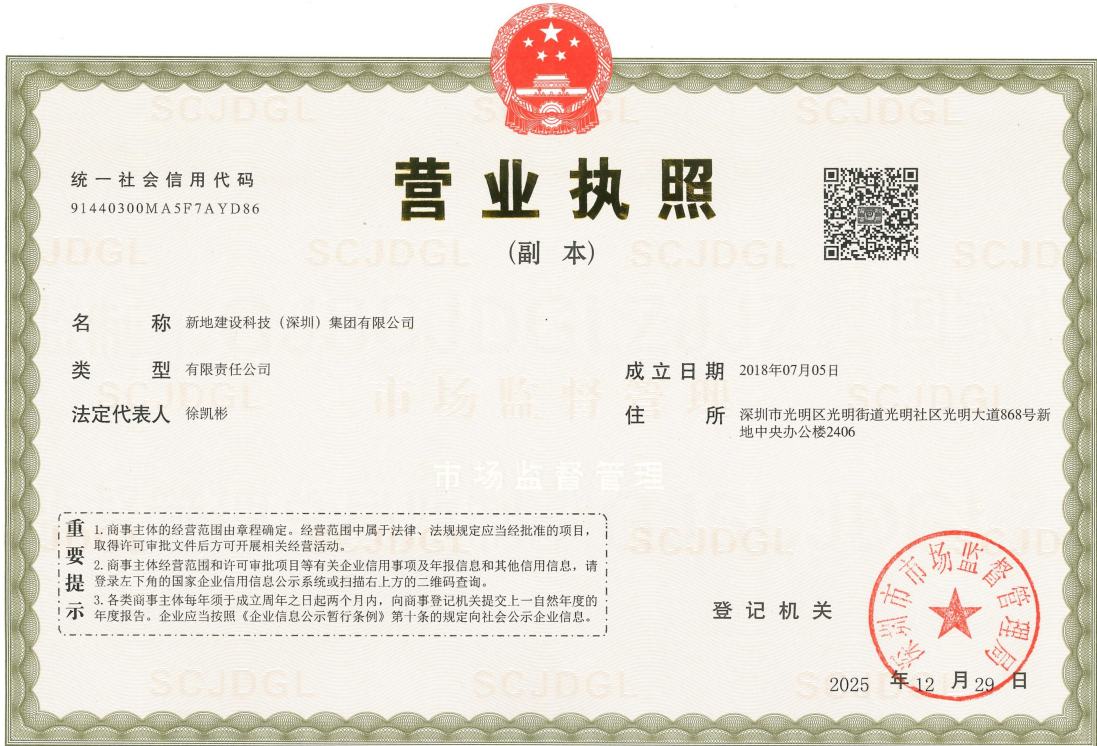 营业执照
(副 本)
统一社会信用代码
91440300MA5F7AYD86
名 称 新地建设科技（深圳）集团有限公司
类 型 有限责任公司
法定代表人 徐凯彬
成立日期 2018年07月05日
住 所 深圳市光明区光明街道光明社区光明大道868号新
地中央办公楼2406
重要提示
1. 商事主体的经营范围由章程确定。经营范围中属于法律、法规规定应当经批准的项目，
取得许可审批文件后方可开展相关经营活动。
2. 商事主体经营范围和许可审批项目等有关企业信用事项及年报信息和其他信用信息，请
登录左下角的国家企业信用信息公示系统或扫描右上方的二维码查询。
3. 各类商事主体每年须于成立周年之日起两个月内，向商事登记机关提交上一自然年度的
年度报告。企业应当按照《企业信息公示暂行条例》第十条的规定向社会公示企业信息。
登记机关
深圳市市场监督管理局
2025 年 12 月 29 日
SCJDGL
市场监督管理
市场监督管理